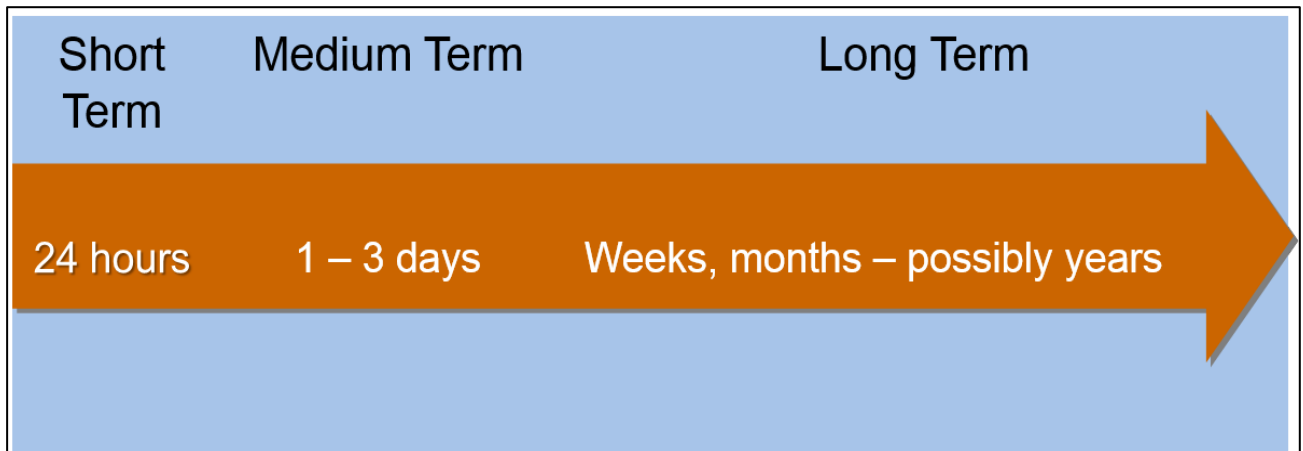 Short
Term
Medium Term
Long Term
24 hours
1 – 3 days
Weeks, months – possibly years